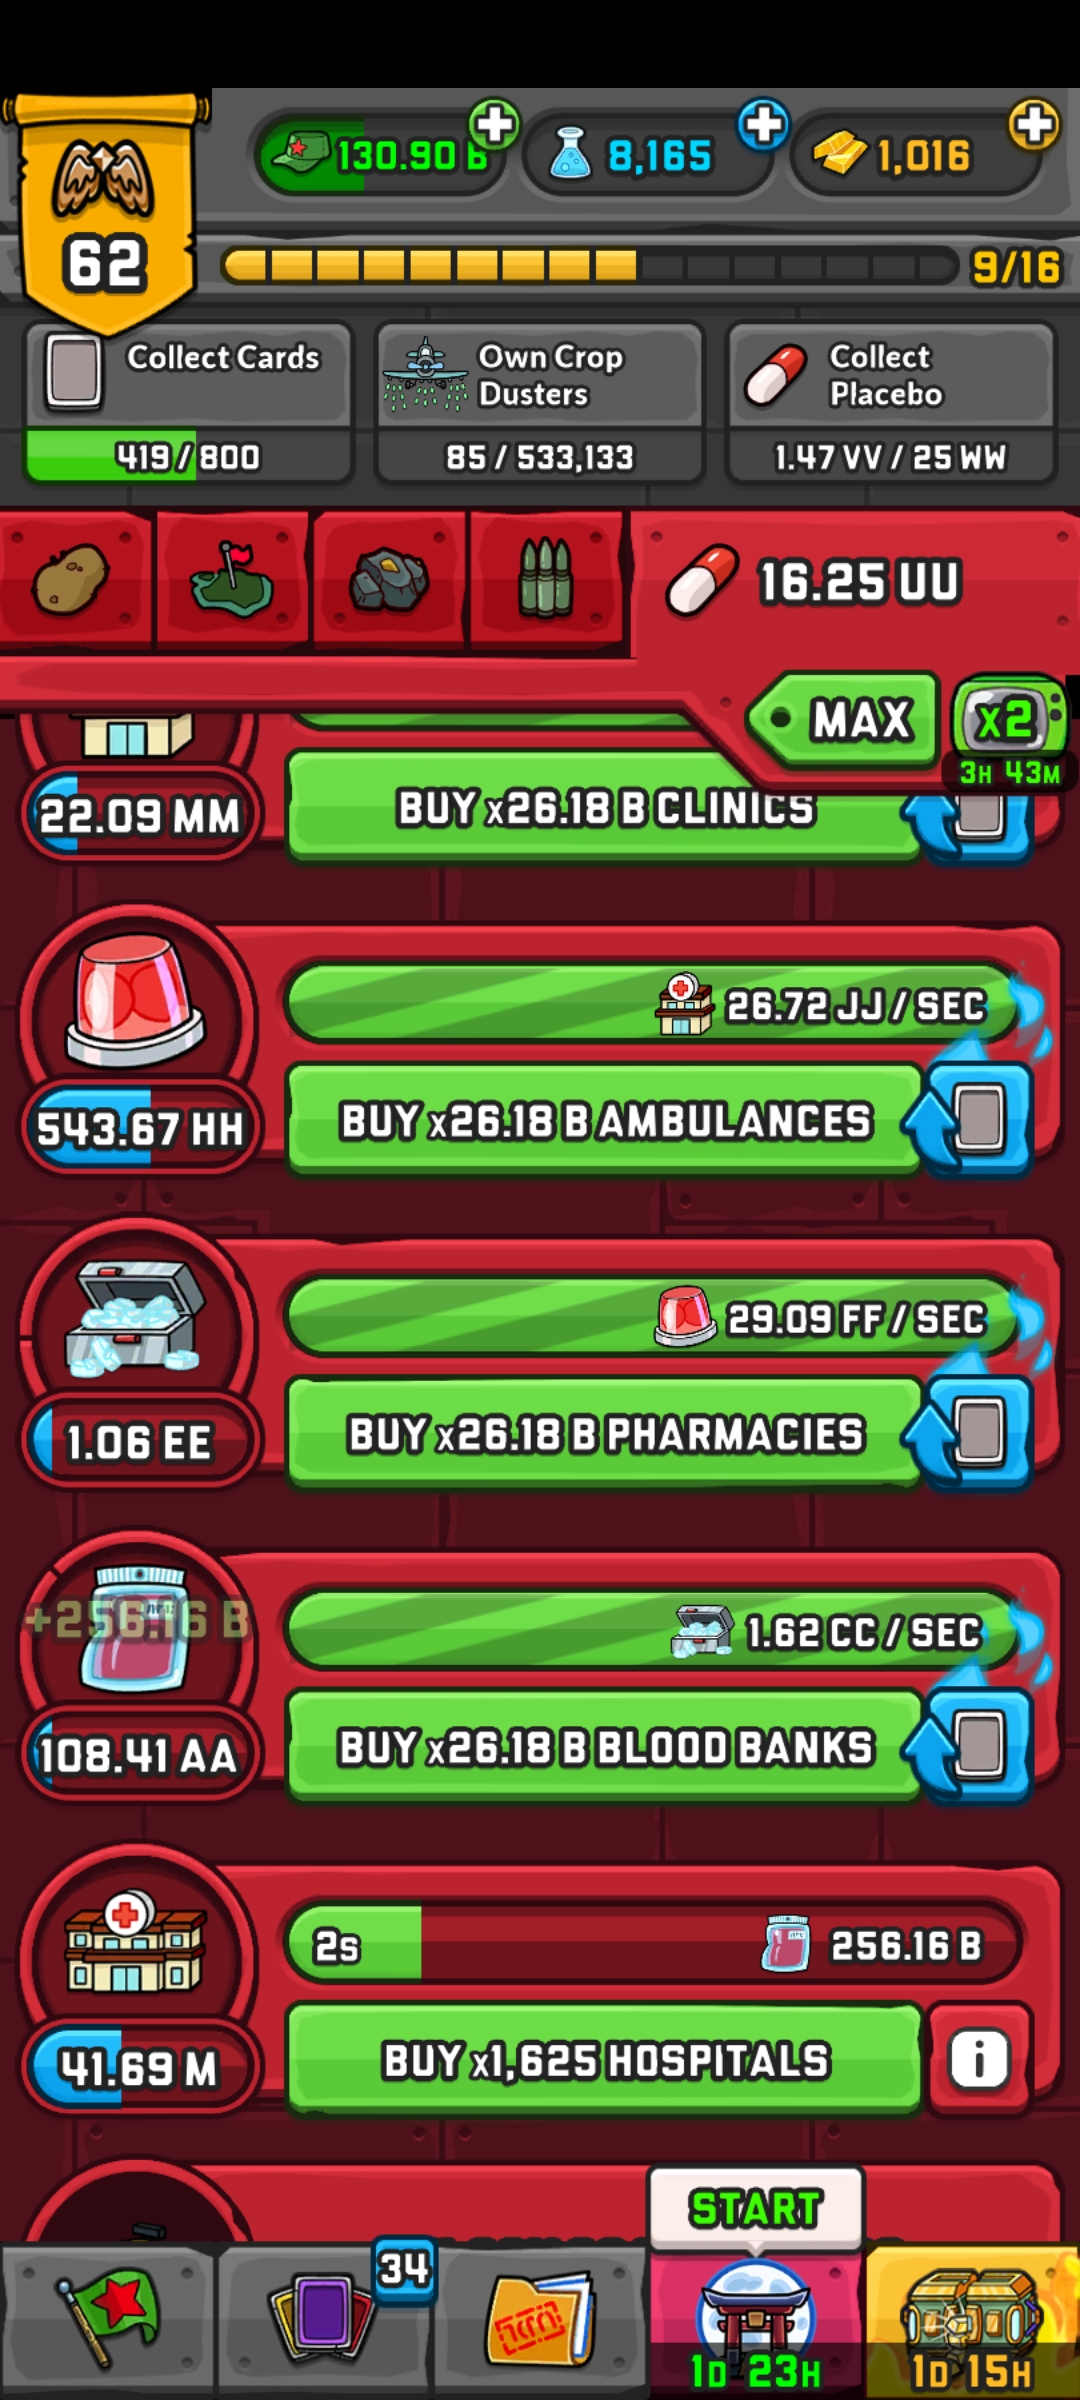 130.90 B
8,165
1,016
62
9/16
Collect Cards
419 / 800
Own Crop
Dusters
85 / 533,133
Collect
Placebo
1.47 VV / 25 WW
16.25 UU
MAX
x2
3H 43M
22.09 MM
BUY x26.18 B CLINICS
26.72 JJ / SEC
543.67 HH
BUY x26.18 B AMBULANCES
29.09 FF / SEC
1.06 EE
BUY x26.18 B PHARMACIES
+256.16 B
1.62 CC / SEC
108.41 AA
BUY x26.18 B BLOOD BANKS
2s
256.16 B
41.69 M
BUY x1,625 HOSPITALS
i
START
34
1D 23H
1D 15H